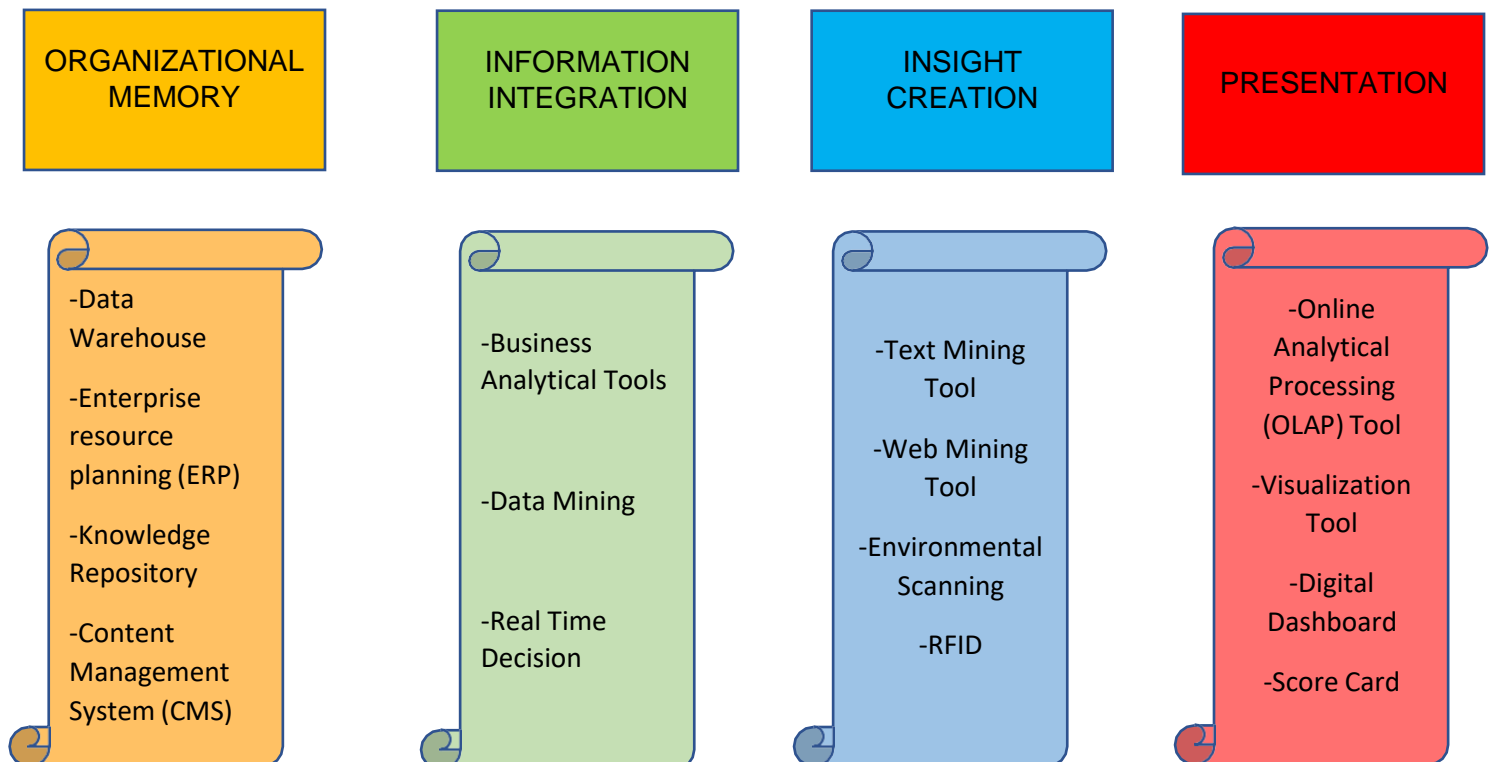 ORGANIZATIONAL
MEMORY
INFORMATION
INTEGRATION
INSIGHT
CREATION
PRESENTATION
-Data
Warehouse
-Enterprise
resource
planning (ERP)
-Knowledge
Repository
-Content
Management
System (CMS)
-Business
Analytical Tools
-Data Mining
-Real Time
Decision
-Text Mining
Tool
-Web Mining
Tool
-Environmental
Scanning
-RFID
-Online
Analytical
Processing
(OLAP) Tool
-Visualization
Tool
-Digital
Dashboard
-Score Card